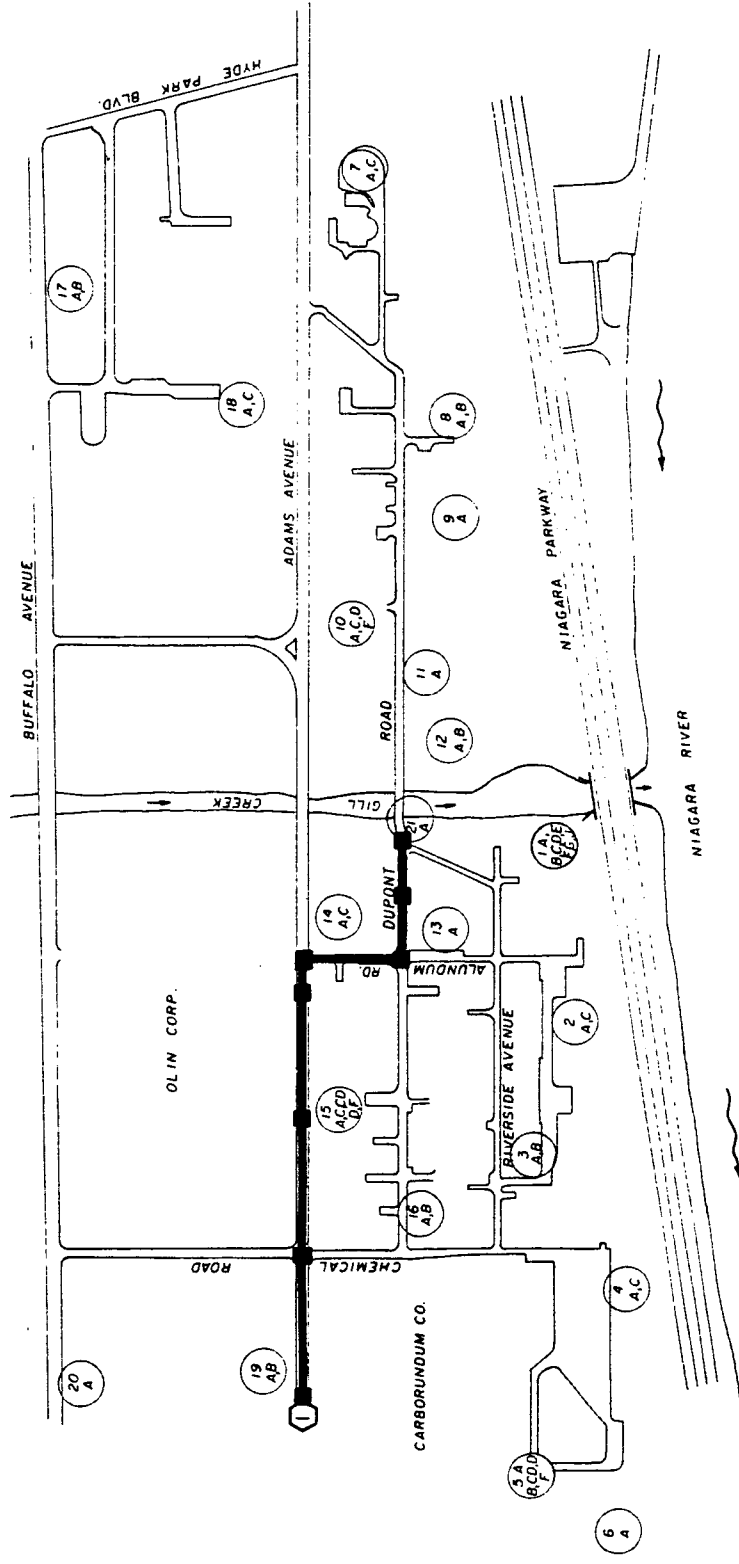 BUFFALO AVENUE
HYDE PARK BLVD.
17
A,B
18
A,C
ADAMS AVENUE
7
A,C
8
A,B
9
A
10
A,C,D
11
A
12
A,B
ROAD
NIAGARA PARKWAY
NIAGARA RIVER
GILL CREEK
21
A
DUPONT
14
A,C
13
A
ALUNDUM RD.
OLIN CORP.
15
A,C,CD
D,F
16
A,B
RIVERSIDE AVENUE
2
A,C
3
A,B
CHEMICAL ROAD
4
A,C
CARBORUNDUM CO.
19
A,B
20
A
1
5 A
B,CD,D
F
6
A